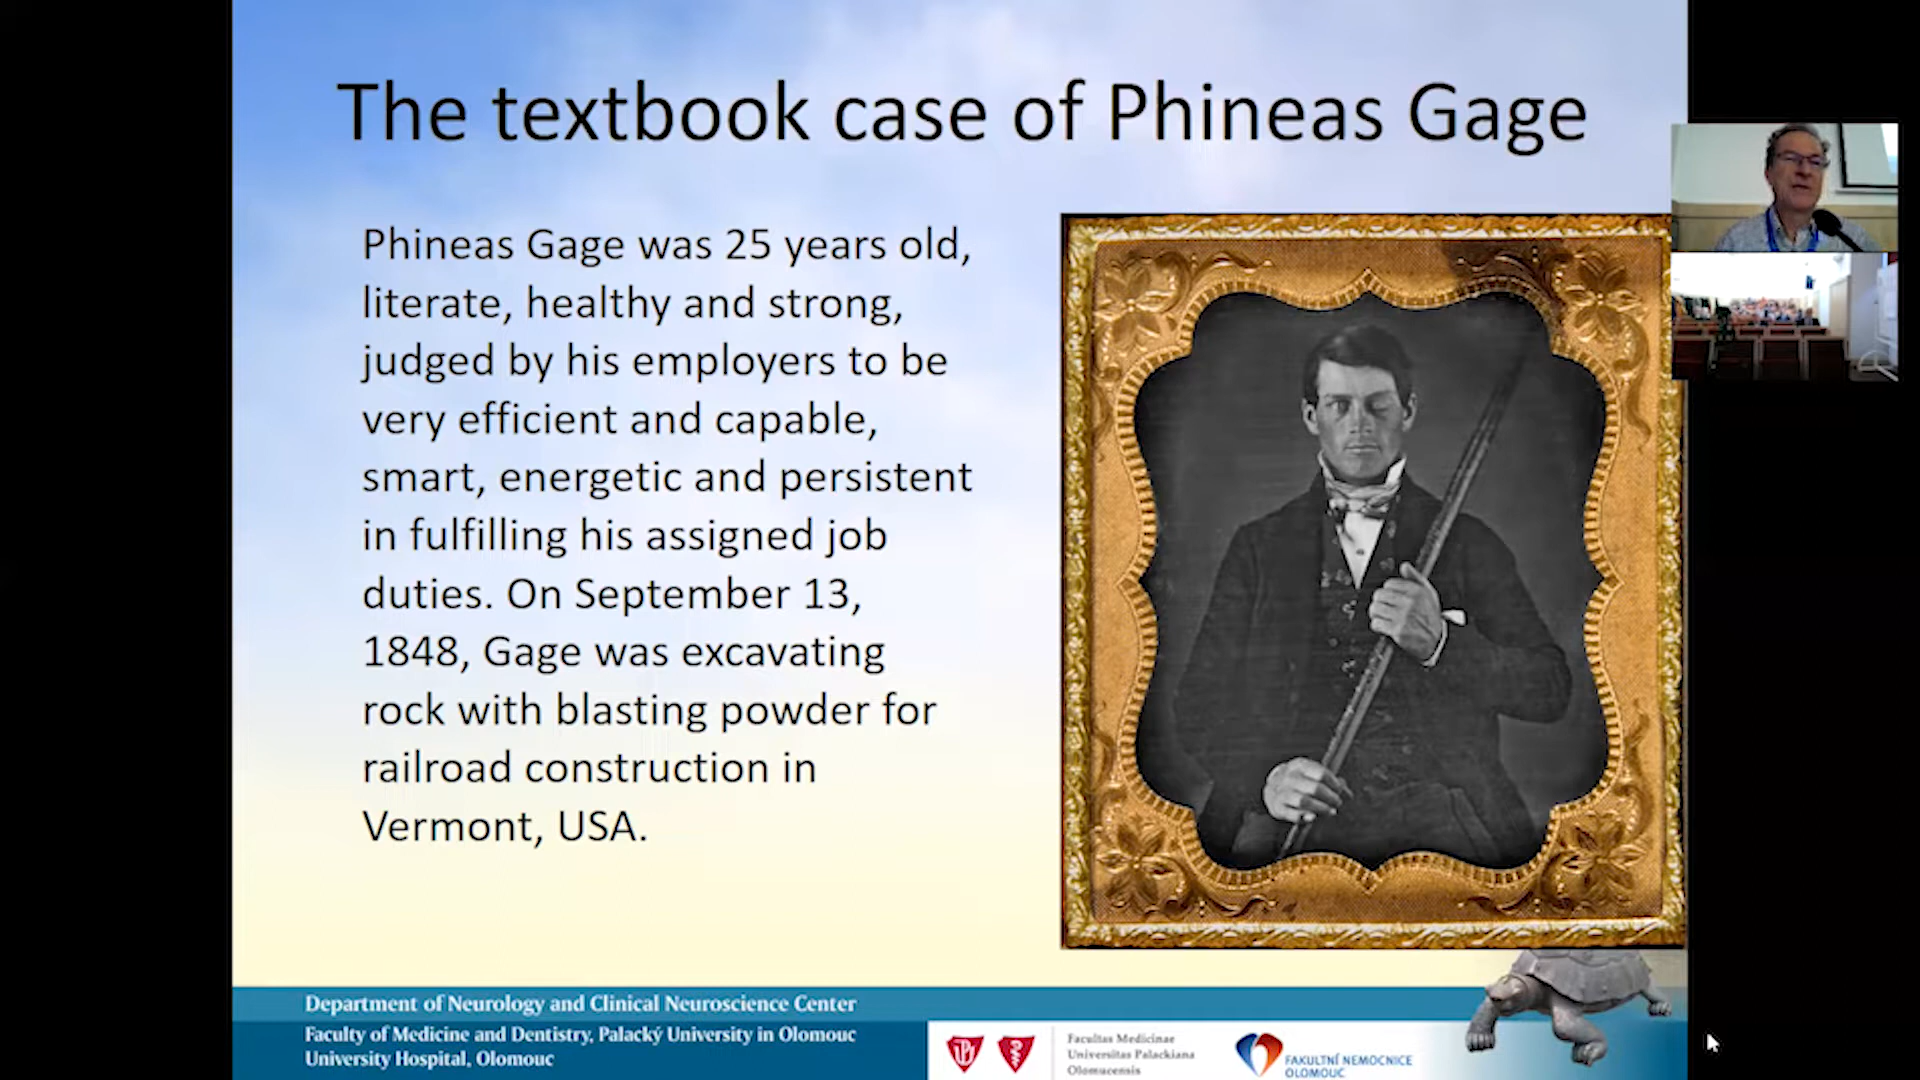 The textbook case of Phineas Gage
Phineas Gage was 25 years old,
literate, healthy and strong,
judged by his employers to be
very efficient and capable,
smart, energetic and persistent
in fulfilling his assigned job
duties. On September 13,
1848, Gage was excavating
rock with blasting powder for
railroad construction in
Vermont, USA.
Department of Neurology and Clinical Neuroscience Center
Faculty of Medicine and Dentistry, Palacký University in Olomouc
University Hospital, Olomouc
Facultas Medicinae
Universitas Palackiana
Olomucensis
FAKULTNÍ NEMOCNICE
OLOMOUC